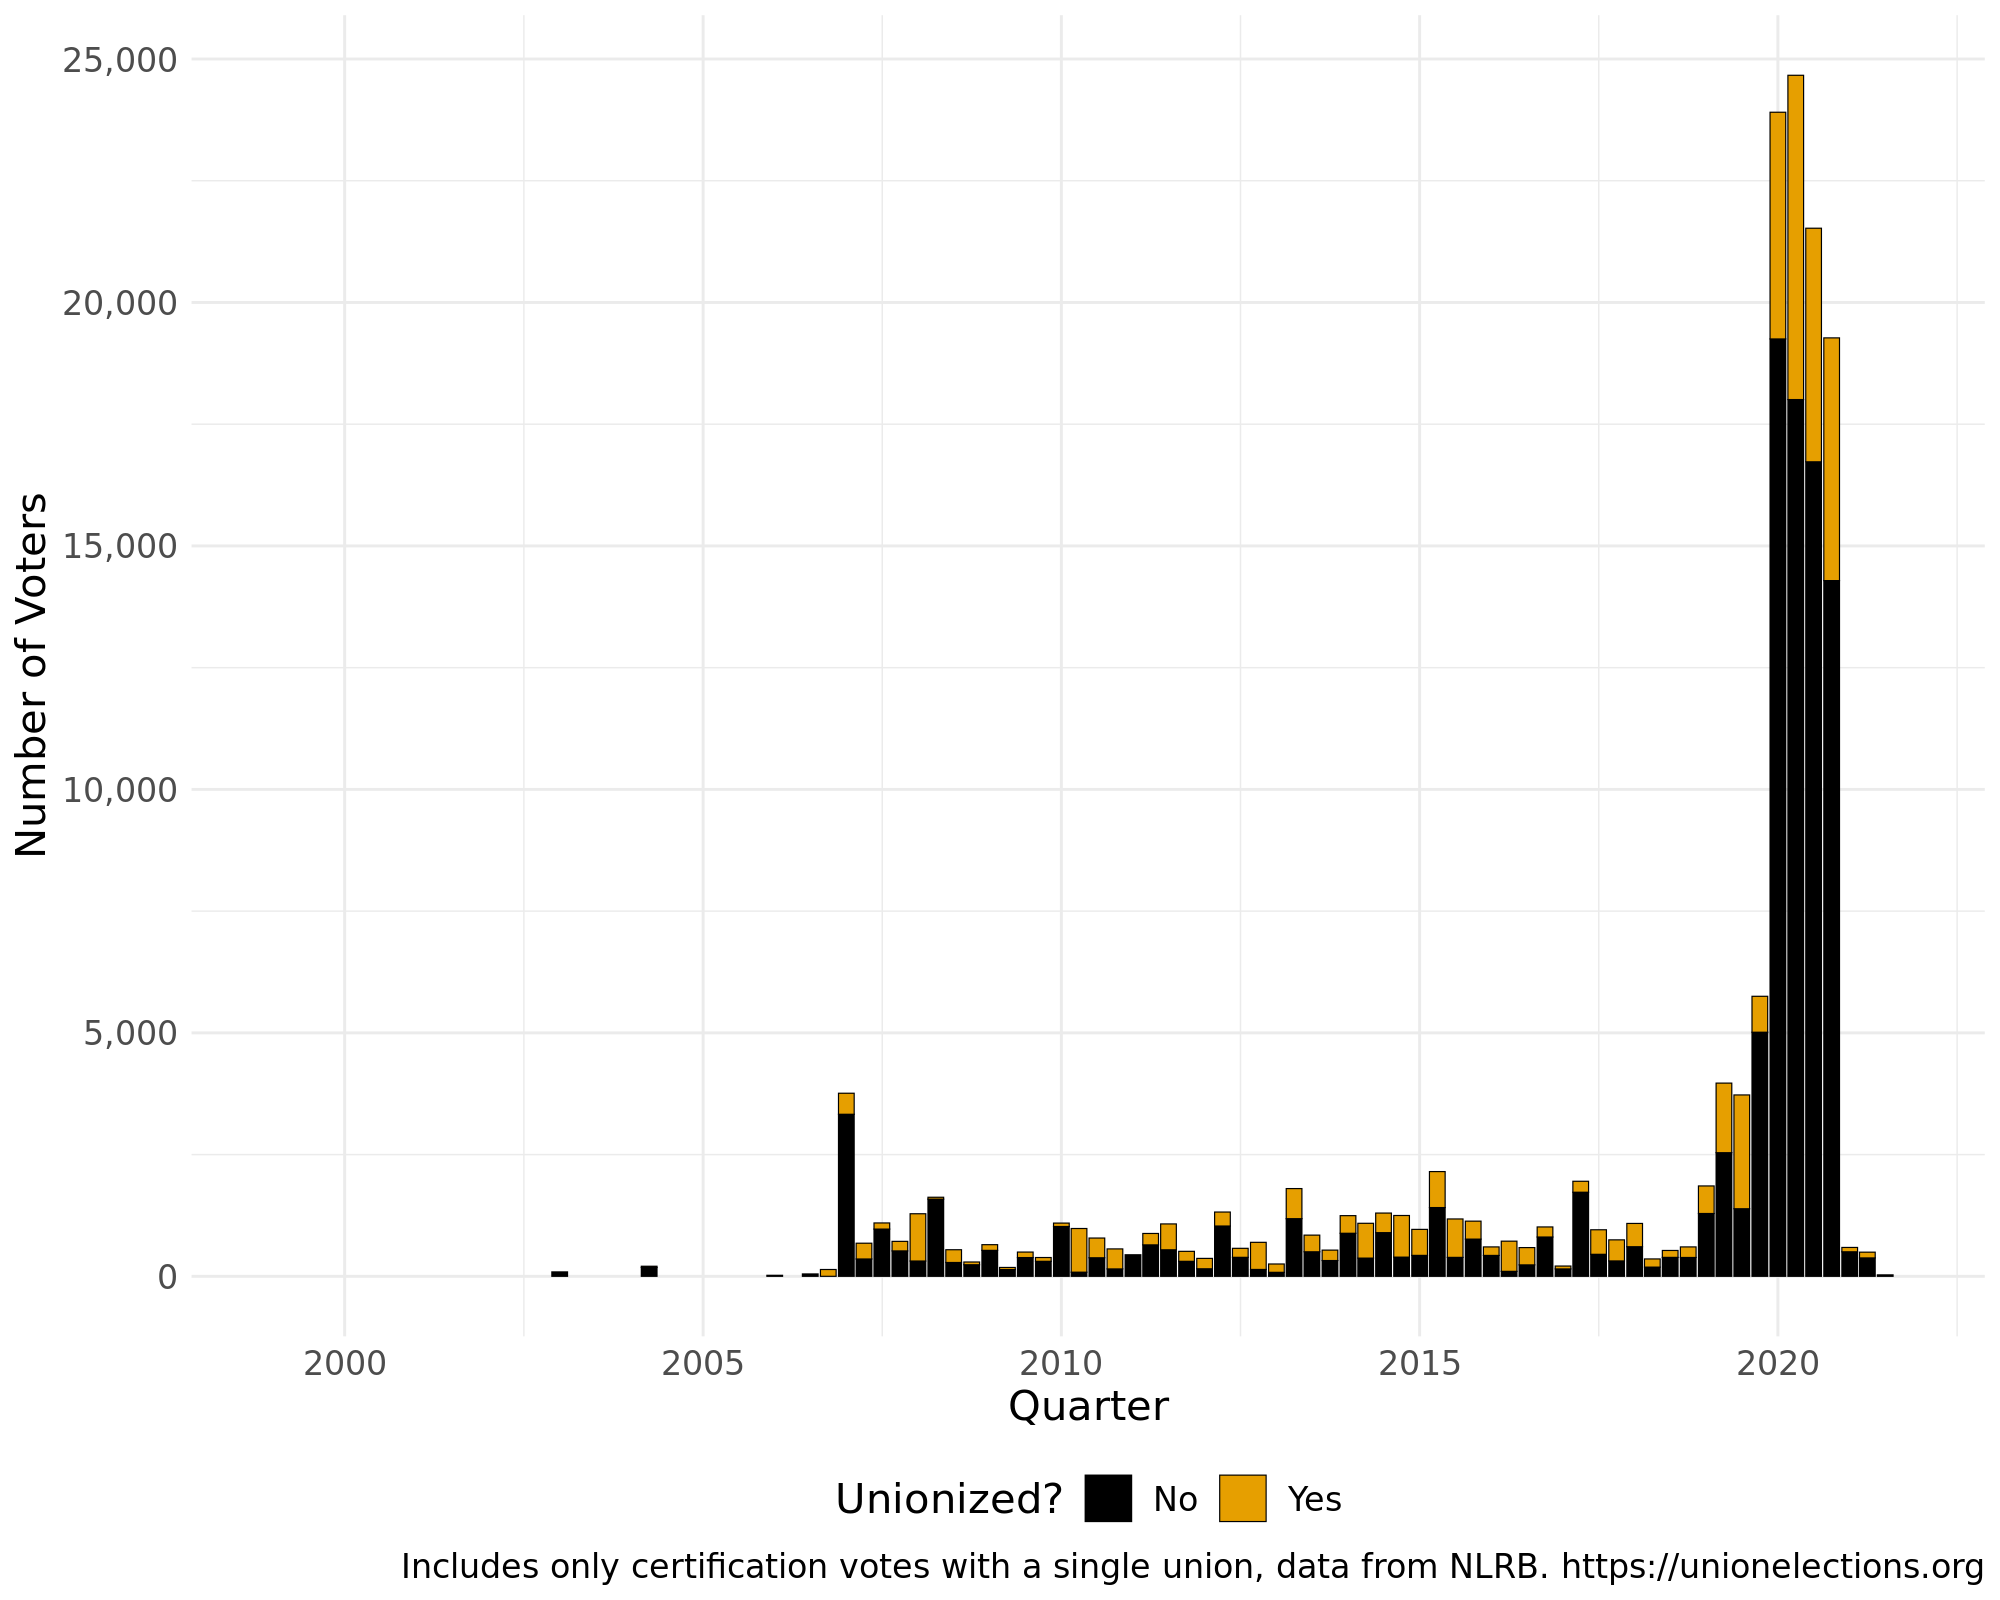 25,000
20,000
15,000
10,000
5,000
0
Number of Voters
2000 2005 2010 2015 2020
Quarter
Unionized? No Yes
Includes only certification votes with a single union, data from NLRB. https://unionelections.org